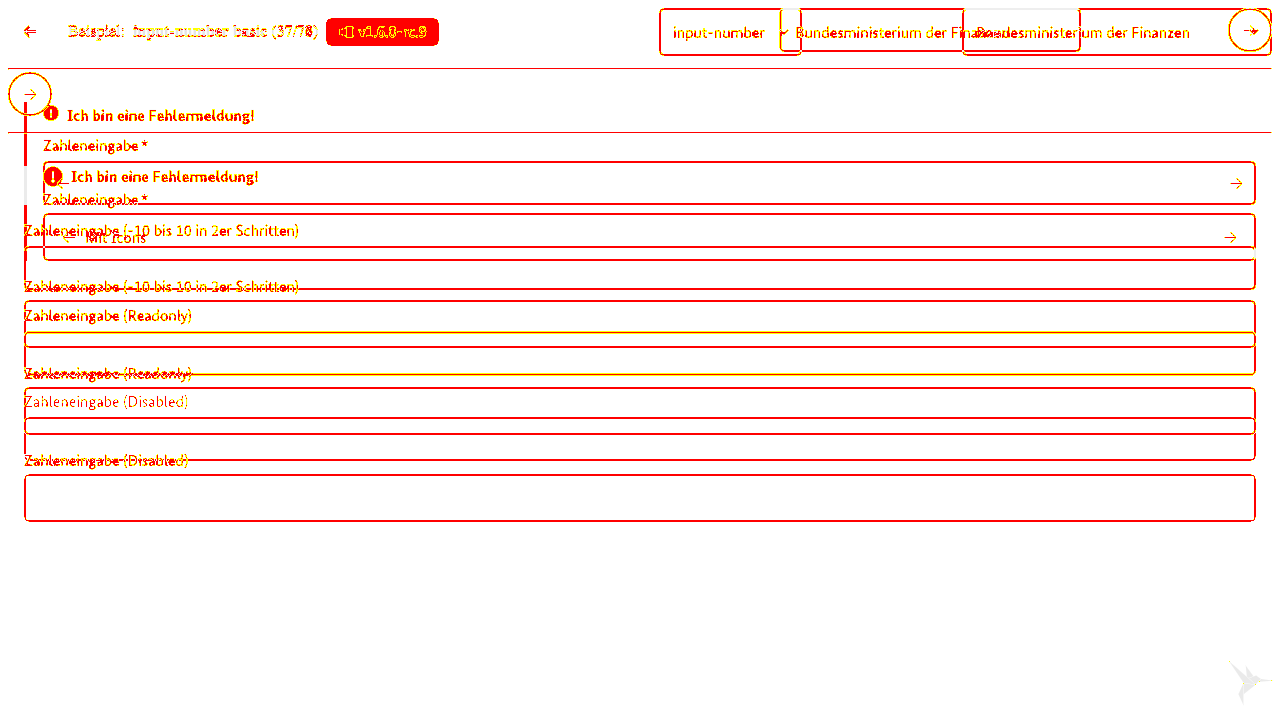 Beispiel: input-number basic (37/78) v1.6.0-rc.9 input-number Bundesministerium der Finanzen Bundesministerium der Finanzen
Ich bin eine Fehlermeldung!
Zahleneingabe *
Ich bin eine Fehlermeldung!
Zahleneingabe *
Zahleneingabe (-10 bis 10 in 2er Schritten)
Mit Icons
Zahleneingabe (-10 bis 10 in 2er Schritten)
Zahleneingabe (Readonly)
Zahleneingabe (Readonly)
Zahleneingabe (Disabled)
Zahleneingabe (Disabled)